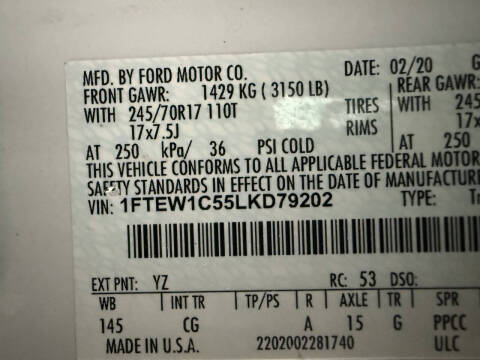 MFD. BY FORD MOTOR CO. DATE: 02/20 G
FRONT GAWR: 1429 KG ( 3150 LB) REAR GAWR:
WITH 245/70R17 110T TIRES WITH 245
17x7.5J RIMS 17x
AT 250 kPa/ 36 PSI COLD AT 250
THIS VEHICLE CONFORMS TO ALL APPLICABLE FEDERAL MOTOR
SAFETY STANDARDS IN EFFECT ON THE DATE OF MANUFACTURE
VIN: 1FTEW1C55LKD79202 TYPE:
EXT PNT: YZ RC: 53 DSO:
WB INT TR TP/PS R AXLE TR SPR
145 CG A 15 G PPCC
MADE IN U.S.A. 2202002281740 ULC